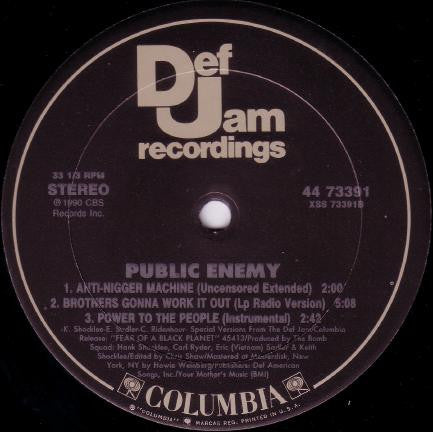 Def
Jam
recordings
33 1/3 RPM
STEREO
℗ 1990 CBS
Records Inc.
44 73391
XSS 73391B
PUBLIC ENEMY
1. ANTI-NIGGER MACHINE (Uncensored Extended) 2:00
2. BROTHERS GONNA WORK IT OUT (Lp Radio Version) 5:08
3. POWER TO THE PEOPLE (Instrumental) 2:42
-K. Shocklee-E. Sadler-C. Ridenhour- Special Versions From The Def Jam/Columbia
Release: "FEAR OF A BLACK PLANET" 45413/Produced by The Bomb
Squad: Hank Shocklee, Carl Ryder, Eric (Vietnam) Sadler & Keith
Shocklee/Edited by Chris Shaw/Mastered at Masterdisk, New
York, NY by Howie Weinberg/Publishers: Def American
Songs, Inc./Your Mother's Music (BMI)
COLUMBIA
® "COLUMBIA" MARCAS REG. PRINTED IN U.S.A.